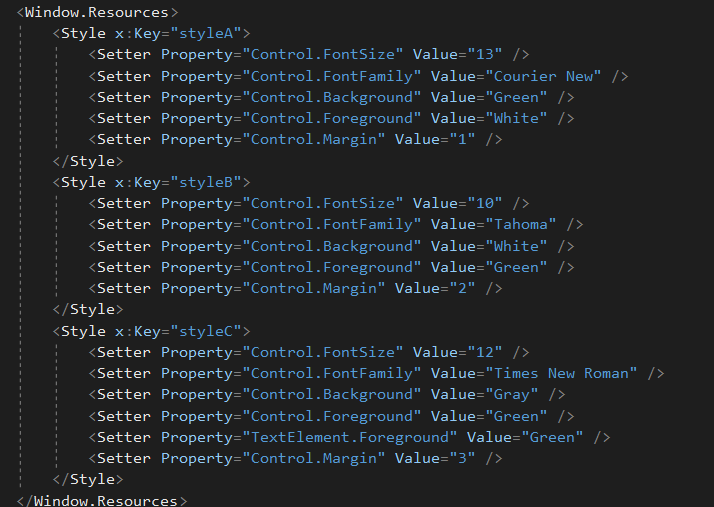 <Window.Resources>
<Style x:Key="styleA">
<Setter Property="Control.FontSize" Value="13" />
<Setter Property="Control.FontFamily" Value="Courier New" />
<Setter Property="Control.Background" Value="Green" />
<Setter Property="Control.Foreground" Value="White" />
<Setter Property="Control.Margin" Value="1" />
</Style>
<Style x:Key="styleB">
<Setter Property="Control.FontSize" Value="10" />
<Setter Property="Control.FontFamily" Value="Tahoma" />
<Setter Property="Control.Background" Value="White" />
<Setter Property="Control.Foreground" Value="Green" />
<Setter Property="Control.Margin" Value="2" />
</Style>
<Style x:Key="styleC">
<Setter Property="Control.FontSize" Value="12" />
<Setter Property="Control.FontFamily" Value="Times New Roman" />
<Setter Property="Control.Background" Value="Gray" />
<Setter Property="Control.Foreground" Value="Green" />
<Setter Property="TextElement.Foreground" Value="Green" />
<Setter Property="Control.Margin" Value="3" />
</Style>
</Window.Resources>